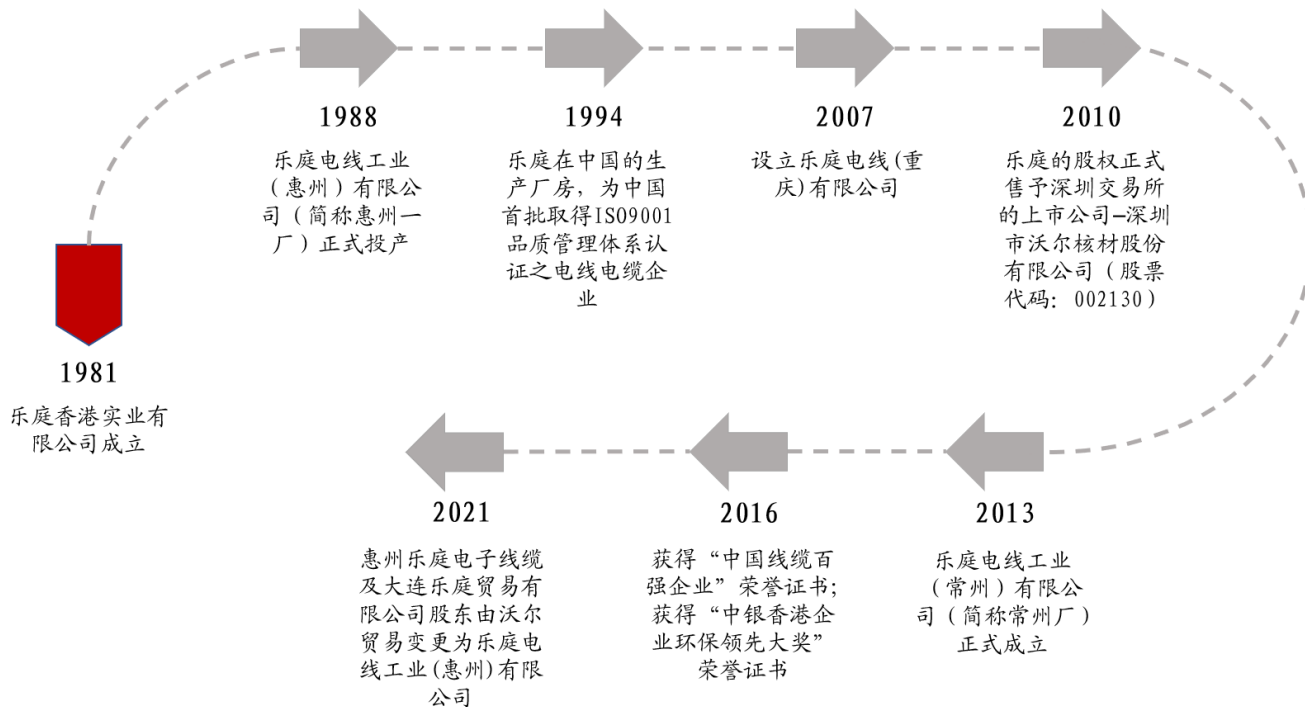 1981
乐庭香港实业有
限公司成立
1988
乐庭电线工业
（惠州）有限公
司（简称惠州一
厂）正式投产
1994
乐庭在中国的生
产厂房，为中国
首批取得ISO9001
品质管理体系认
证之电线电缆企
业
2007
设立乐庭电线(重
庆)有限公司
2010
乐庭的股权正式
售予深圳交易所
的上市公司—深圳
市沃尔核材股份
有限公司（股票
代码：002130）
2013
乐庭电线工业
（常州）有限公
司（简称常州厂）
正式成立
2016
获得“中国线缆百
强企业”荣誉证书；
获得“中银香港企
业环保领先大奖”
荣誉证书
2021
惠州乐庭电子线缆
及大连乐庭贸易有
限公司股东由沃尔
贸易变更为乐庭电
线工业(惠州)有限
公司